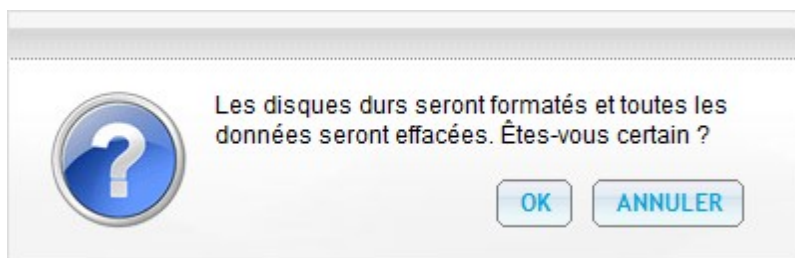 Les disques durs seront formatés et toutes les
données seront effacées. Êtes-vous certain ?
OK ANNULER